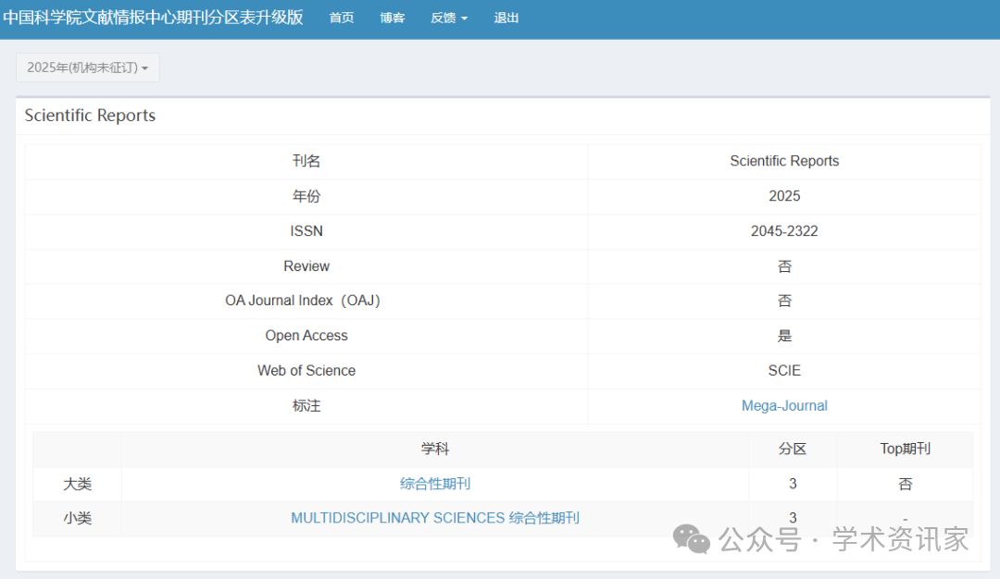 中国科学院文献情报中心期刊分区表升级版 首页 博客 反馈 退出
2025年(机构未征订)
Scientific Reports
刊名 Scientific Reports
年份 2025
ISSN 2045-2322
Review 否
OA Journal Index（OAJ） 否
Open Access 是
Web of Science SCIE
标注 Mega-Journal
学科 分区 Top期刊
大类 综合性期刊 3 否
小类 MULTIDISCIPLINARY SCIENCES 综合性期刊 3 -
公众号 · 学术资讯家